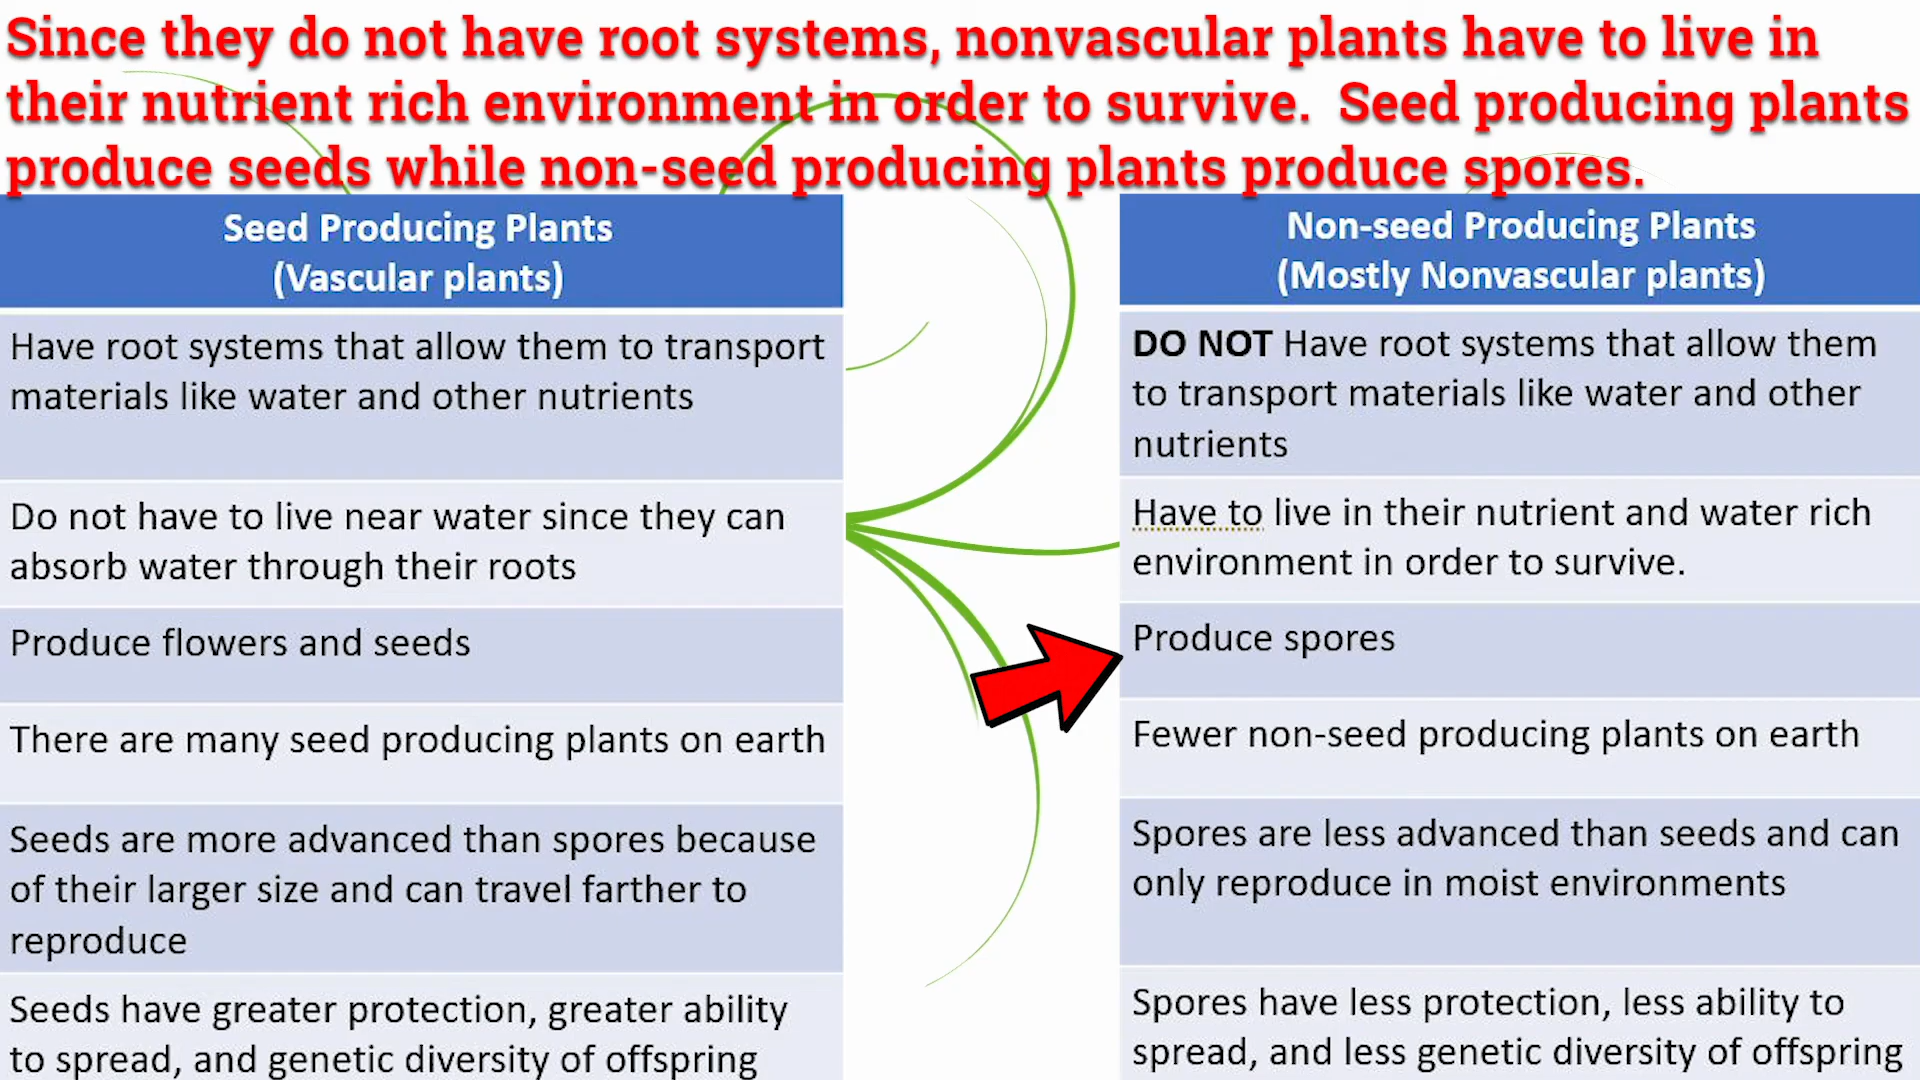 Since they do not have root systems, nonvascular plants have to live in
their nutrient rich environment in order to survive. Seed producing plants
produce seeds while non-seed producing plants produce spores.
Seed Producing Plants
(Vascular plants)
Have root systems that allow them to transport
materials like water and other nutrients
Do not have to live near water since they can
absorb water through their roots
Produce flowers and seeds
There are many seed producing plants on earth
Seeds are more advanced than spores because
of their larger size and can travel farther to
reproduce
Seeds have greater protection, greater ability
to spread, and genetic diversity of offspring
Non-seed Producing Plants
(Mostly Nonvascular plants)
DO NOT Have root systems that allow them
to transport materials like water and other
nutrients
Have to live in their nutrient and water rich
environment in order to survive.
Produce spores
Fewer non-seed producing plants on earth
Spores are less advanced than seeds and can
only reproduce in moist environments
Spores have less protection, less ability to
spread, and less genetic diversity of offspring